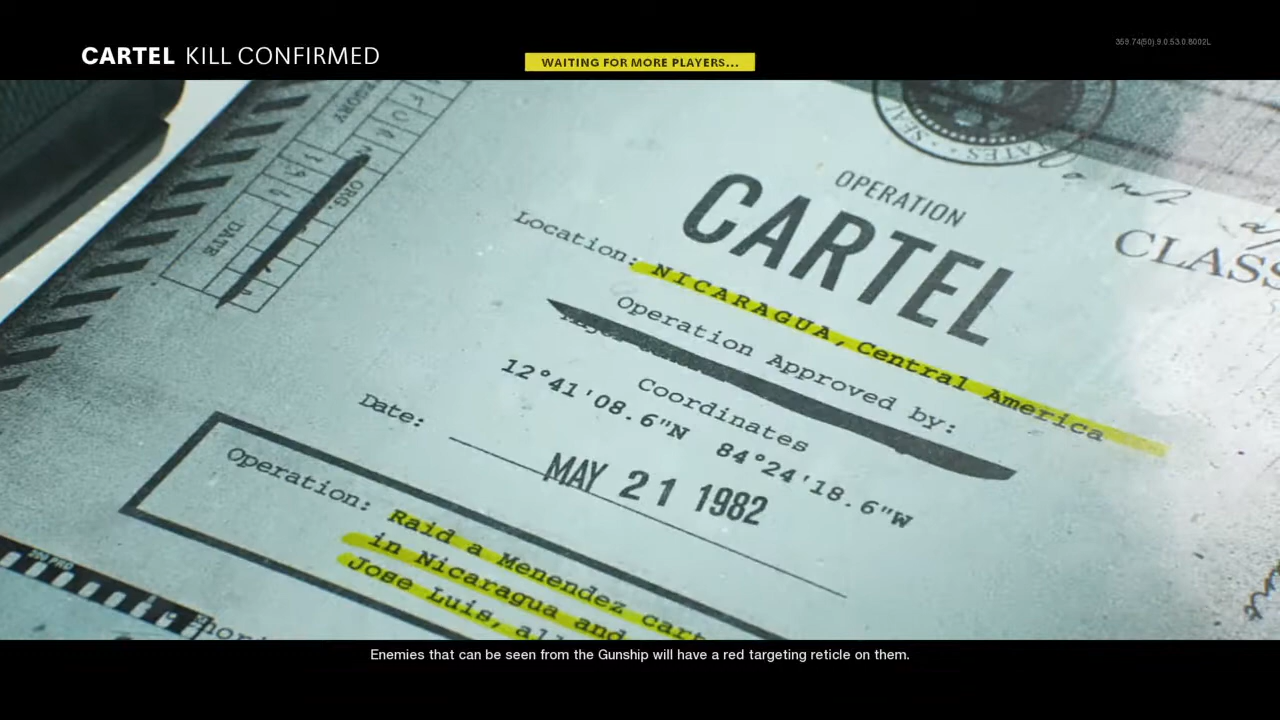 CARTEL KILL CONFIRMED
WAITING FOR MORE PLAYERS...
OPERATION
CARTEL
CLASS
Location: NICARAGUA, Central America
Operation Approved by:
Coordinates
12°41'08.6"N 84°24'18.6"W
Date:
MAY 21 1982
Operation: Raid a Menendez cart
in Nicaragua and
Jose Luis,
ORG.
DATE
SEAL
Enemies that can be seen from the Gunship will have a red targeting reticle on them.